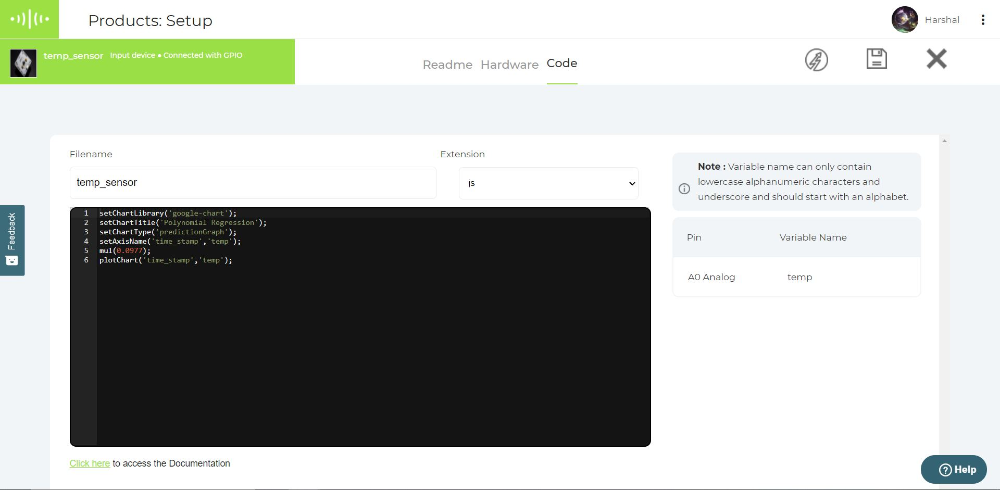 Products: Setup
Harshal
temp_sensor Input device • Connected with GPIO
Readme Hardware Code
Filename
Extension
temp_sensor
js
1 setChartLibrary('google-chart');
2 setChartTitle('Polynomial Regression');
3 setChartType('predictionGraph');
4 setAxisName('time_stamp','temp');
5 mul(0.0977);
6 plotChart('time_stamp','temp');
Note : Variable name can only contain
lowercase alphanumeric characters and
underscore and should start with an alphabet.
Pin Variable Name
A0 Analog temp
Feedback
Click here to access the Documentation
Help